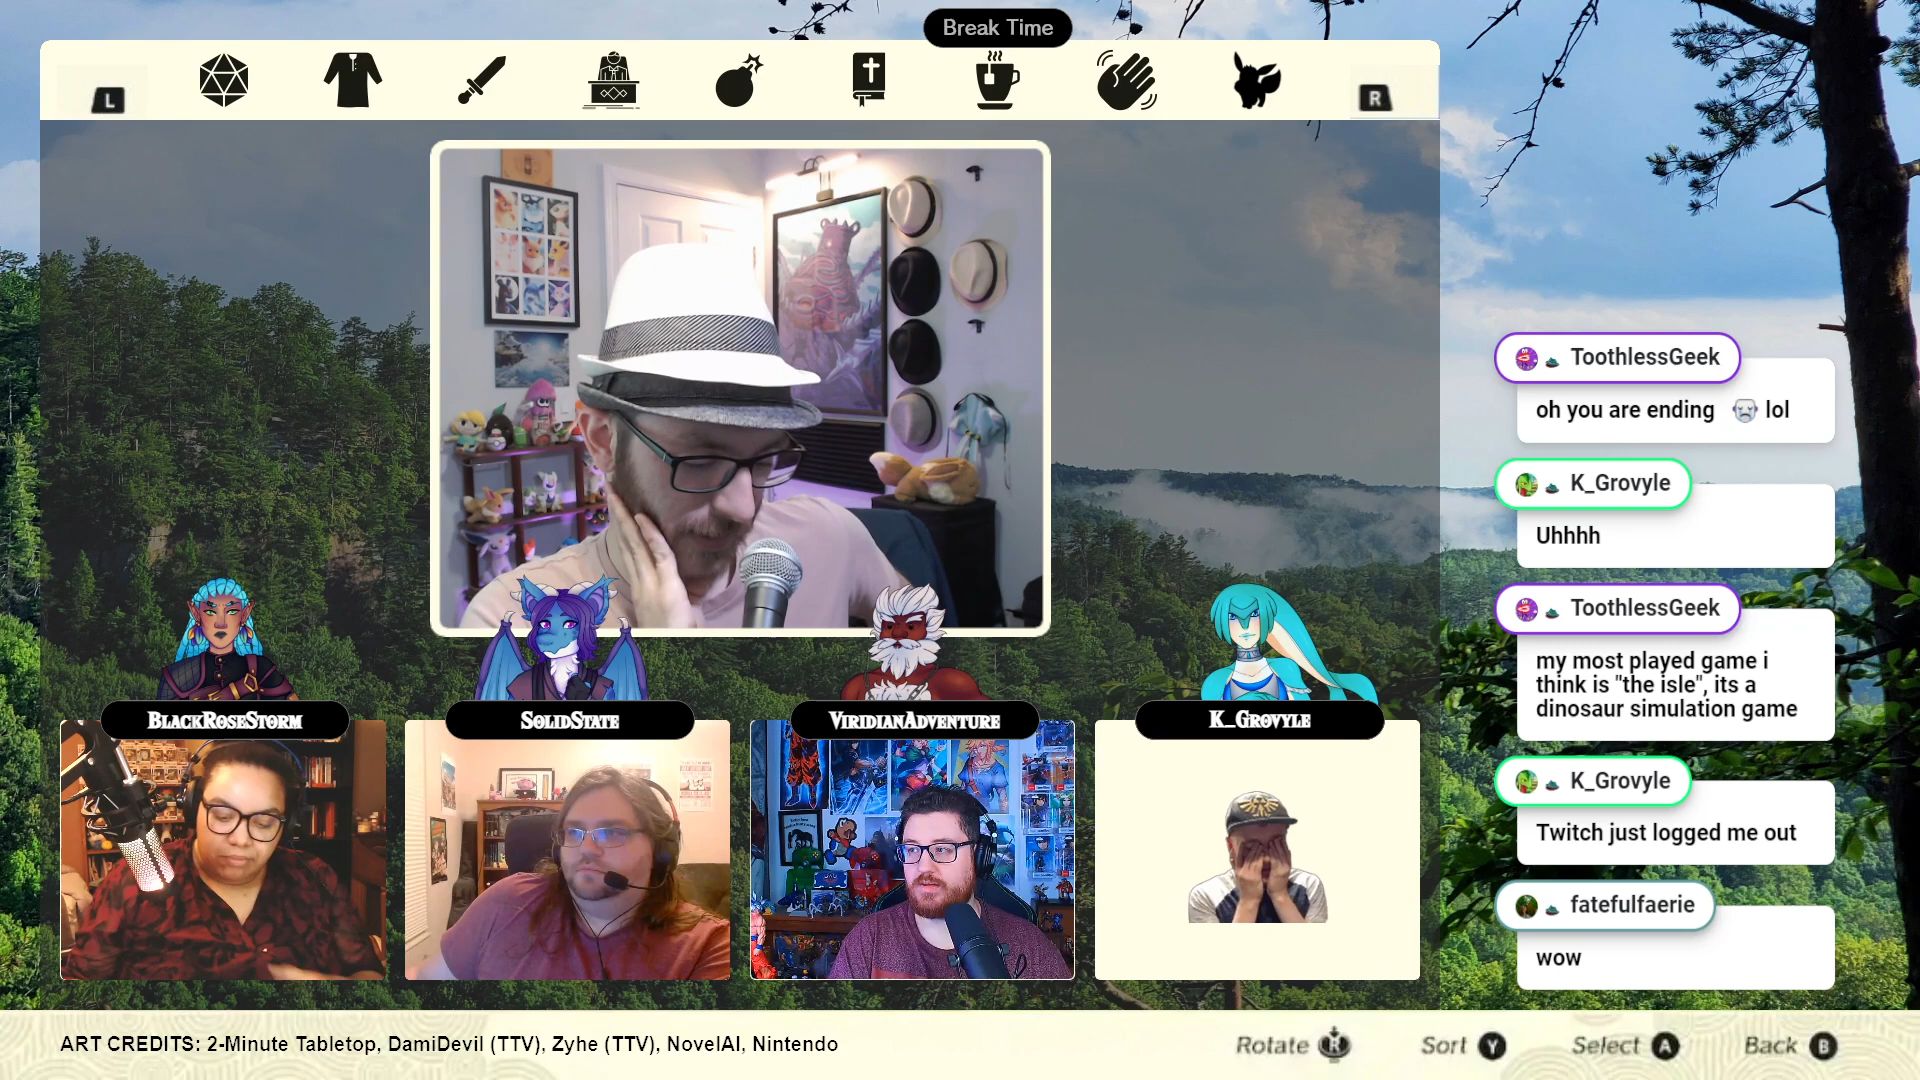 Break Time
L
R
ToothlessGeek
oh you are ending lol
K_Grovyle
Uhhhh
ToothlessGeek
my most played game i
think is "the isle", its a
dinosaur simulation game
K_Grovyle
Twitch just logged me out
fatefulfaerie
wow
BlackRoseStorm
SolidState
ViridianAdventure
K_Grovyle
ART CREDITS: 2-Minute Tabletop, DamiDevil (TTV), Zyhe (TTV), NovelAI, Nintendo
Rotate R
Sort Y
Select A
Back B